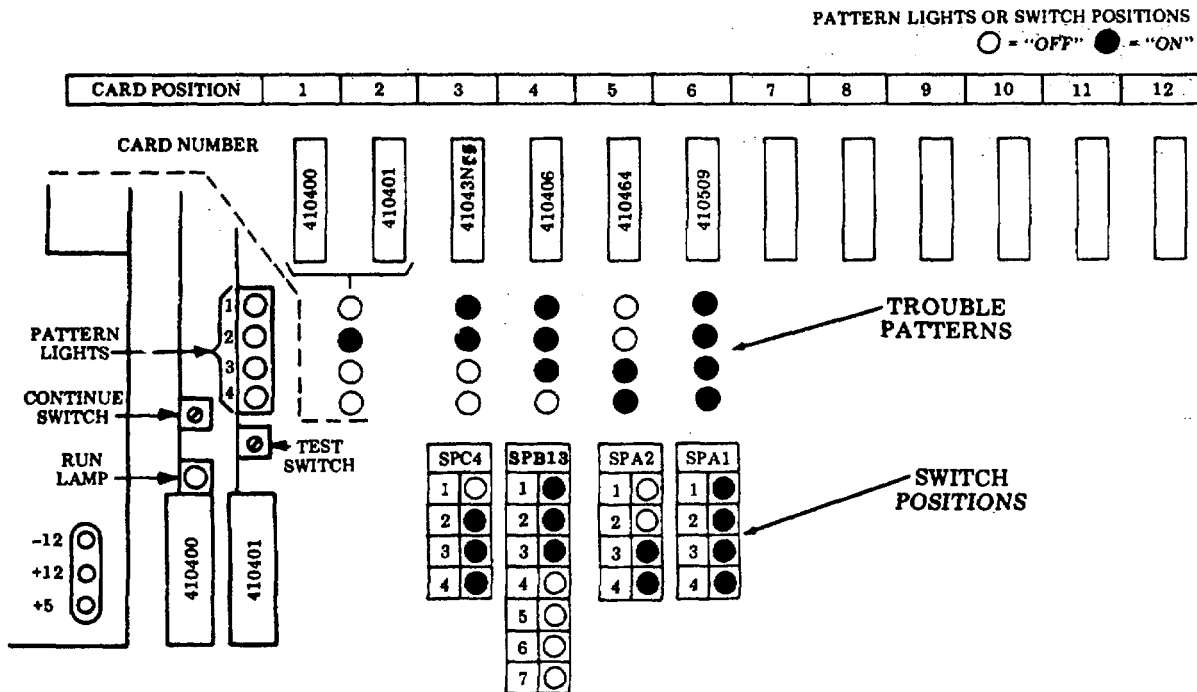 PATTERN LIGHTS OR SWITCH POSITIONS
= "OFF" = "ON"
CARD POSITION 1 2 3 4 5 6 7 8 9 10 11 12
CARD NUMBER
410400
410401
410406
410464
410509
PATTERN LIGHTS
1
2
3
4
TROUBLE PATTERNS
CONTINUE SWITCH
TEST SWITCH
RUN LAMP
-12
+12
+5
410400
410401
SPC4
1
2
3
4
SPB13
1
2
3
4
5
6
7
SPA2
1
2
3
4
SPA1
1
2
3
4
SWITCH POSITIONS